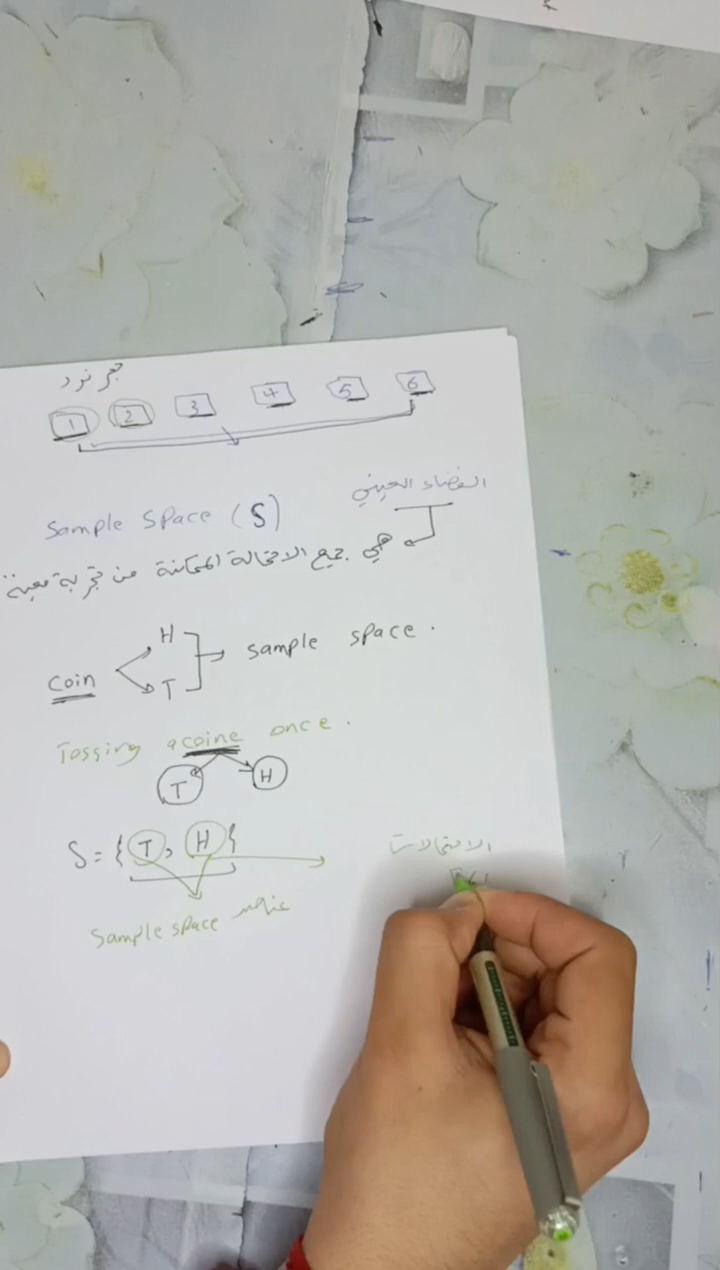 حجر نرد
1 2 3 4 5 6
Sample Space (S) الفضاء العيني
هي جميع الاحتمالات الممكنة من تجربة معينة
Coin H T sample space.
Tossing a coine once.
T H
S = { T, H }
الاحتمالات
Sample space عناصر